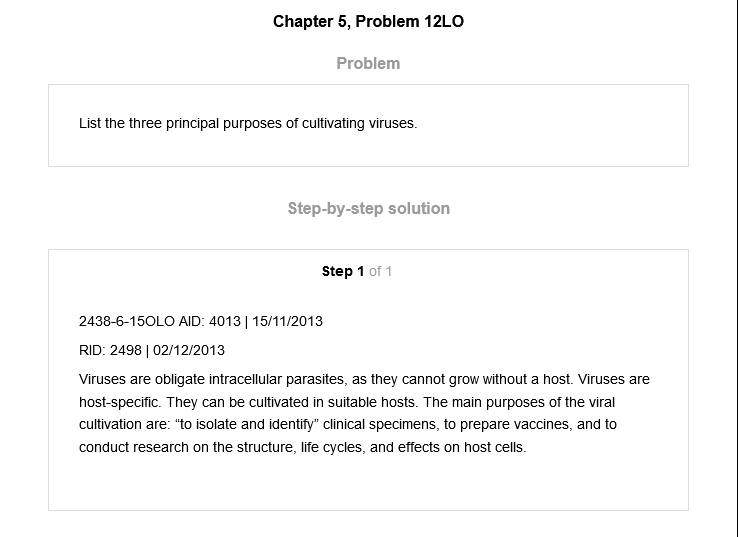 Chapter 5, Problem 12LO
Problem
List the three principal purposes of cultivating viruses.
Step-by-step solution
Step 1 of 1
2438-6-15OLO AID: 4013 | 15/11/2013
RID: 2498 | 02/12/2013
Viruses are obligate intracellular parasites, as they cannot grow without a host. Viruses are
host-specific. They can be cultivated in suitable hosts. The main purposes of the viral
cultivation are: “to isolate and identify” clinical specimens, to prepare vaccines, and to
conduct research on the structure, life cycles, and effects on host cells.